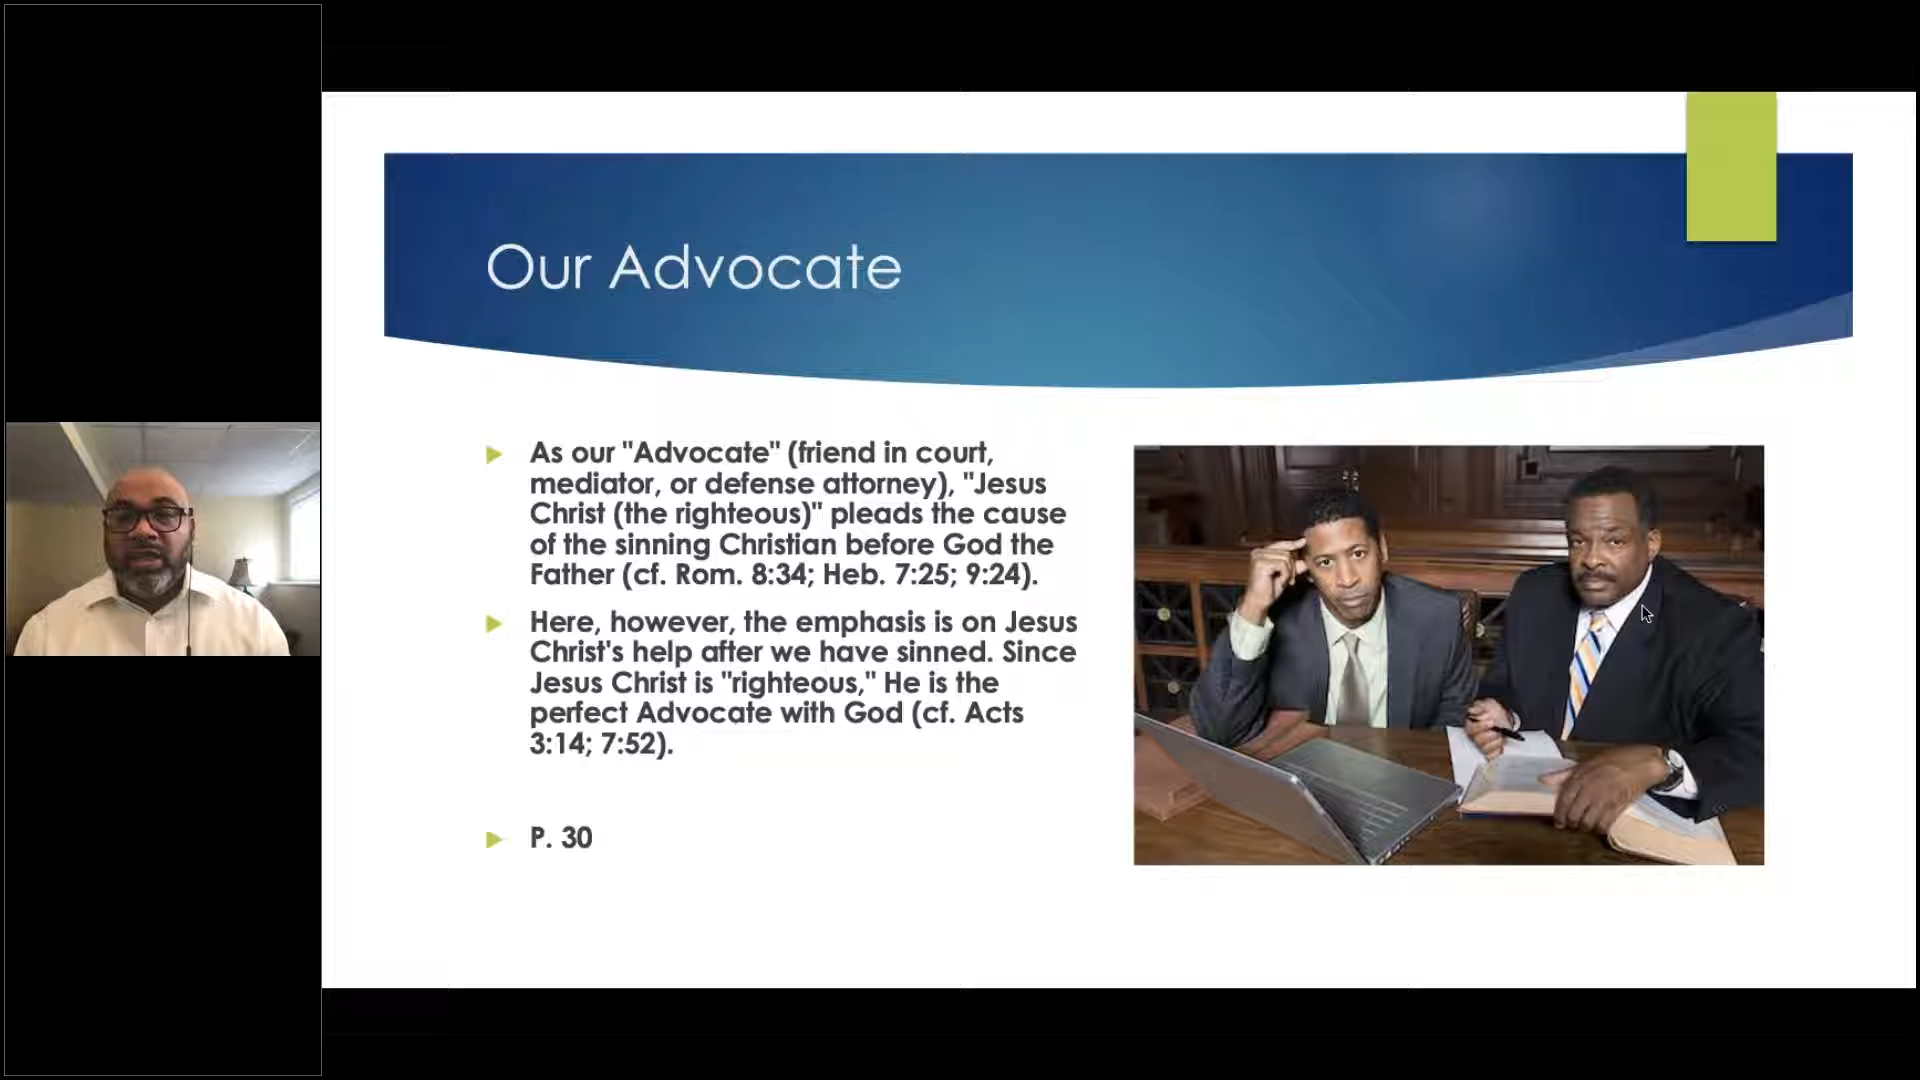 Our Advocate
As our "Advocate" (friend in court,
mediator, or defense attorney), "Jesus
Christ (the righteous)" pleads the cause
of the sinning Christian before God the
Father (cf. Rom. 8:34; Heb. 7:25; 9:24).
Here, however, the emphasis is on Jesus
Christ's help after we have sinned. Since
Jesus Christ is "righteous," He is the
perfect Advocate with God (cf. Acts
3:14; 7:52).
P. 30